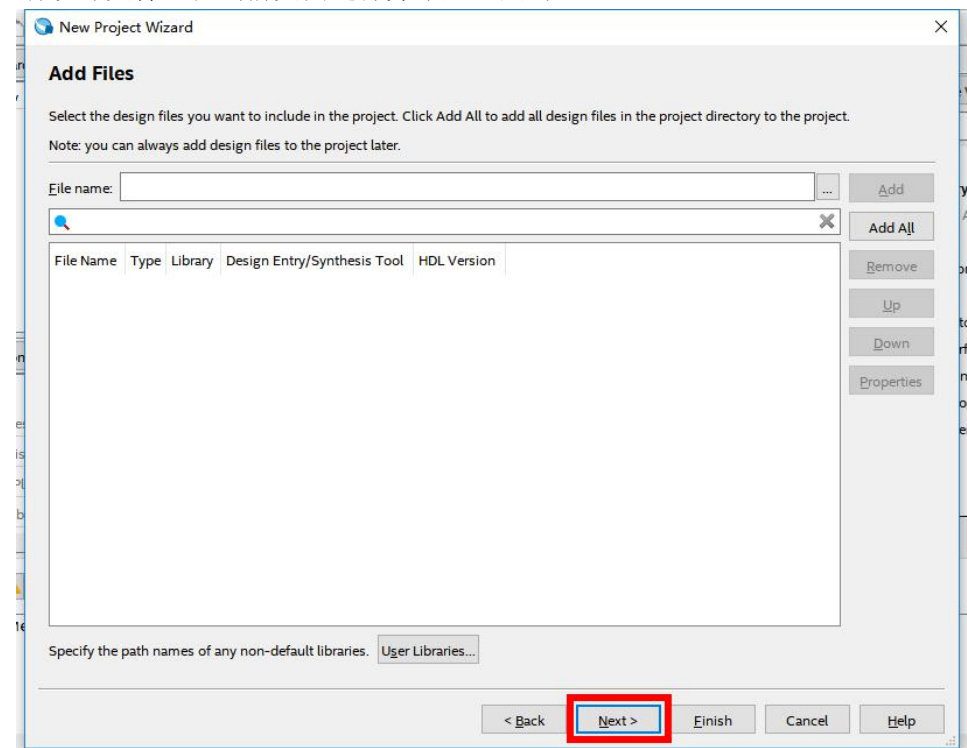 New Project Wizard
Add Files
Select the design files you want to include in the project. Click Add All to add all design files in the project directory to the project.
Note: you can always add design files to the project later.
File name: ... Add
Add All
File Name Type Library Design Entry/Synthesis Tool HDL Version
Remove
Up
Down
Properties
Specify the path names of any non-default libraries. User Libraries...
< Back Next > Finish Cancel Help